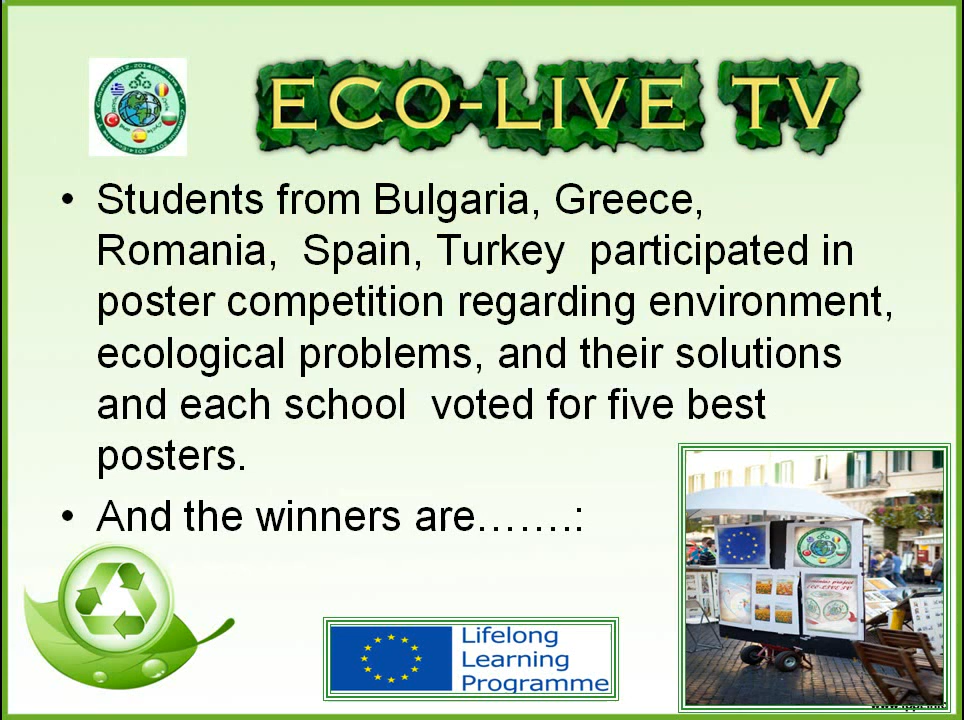 ECO-LIVE TV
• Students from Bulgaria, Greece,
Romania,  Spain, Turkey  participated in
poster competition regarding environment,
ecological problems, and their solutions
and each school  voted for five best
posters.
• And the winners are…….:
Lifelong
Learning
Programme